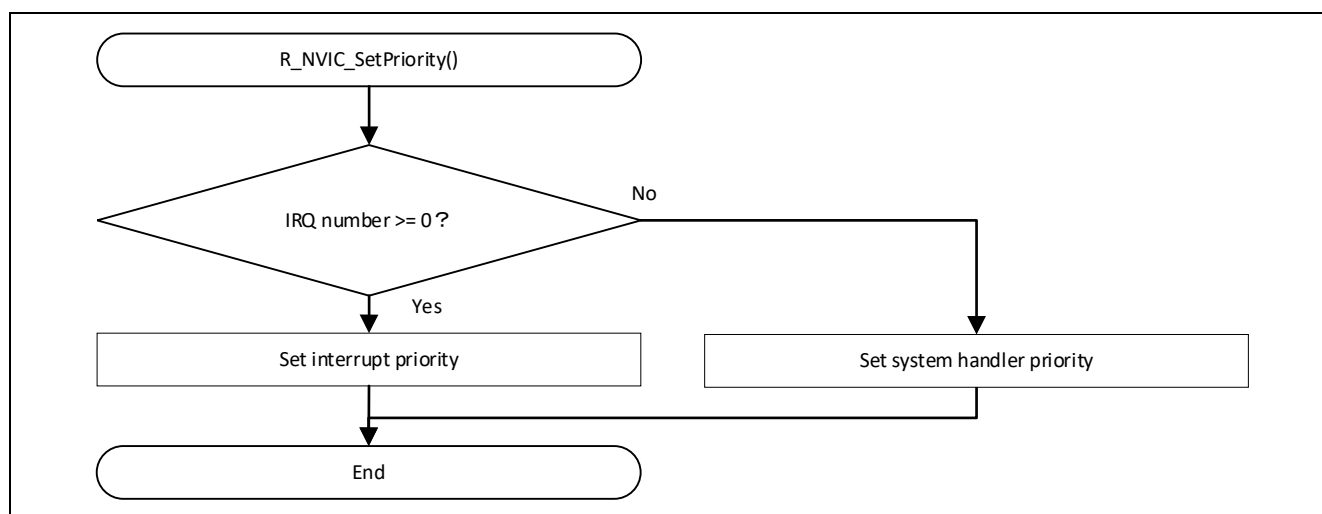 R_NVIC_SetPriority()
No
IRQ number >= 0？
Yes
Set interrupt priority
Set system handler priority
End